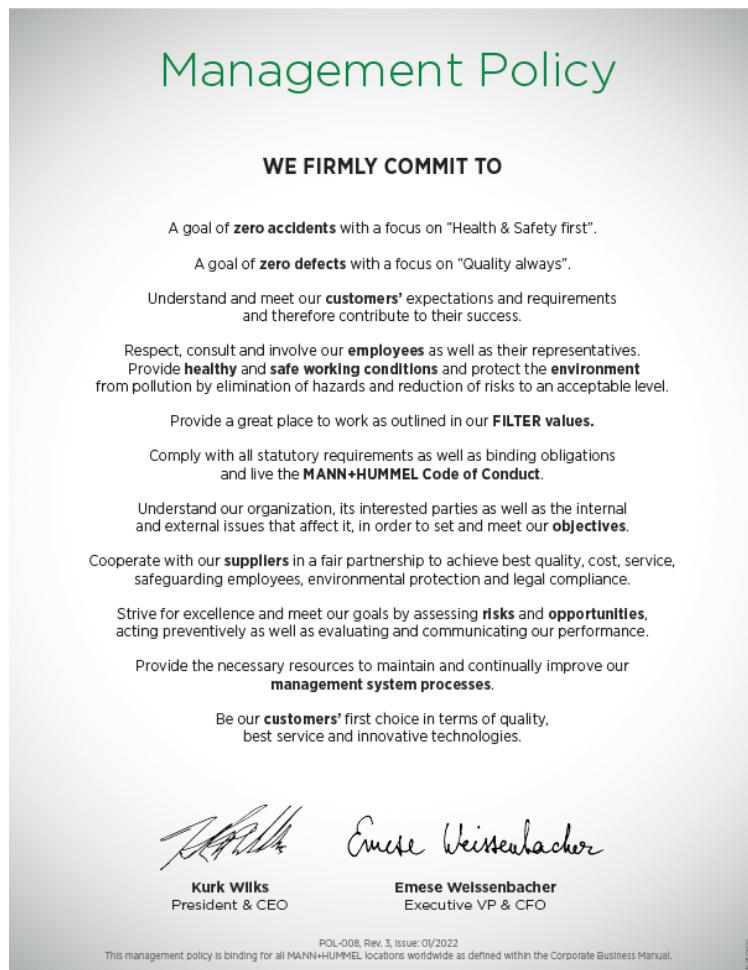 Management Policy
WE FIRMLY COMMIT TO
A goal of zero accidents with a focus on "Health & Safety first".
A goal of zero defects with a focus on "Quality always".
Understand and meet our customers' expectations and requirements
and therefore contribute to their success.
Respect, consult and involve our employees as well as their representatives.
Provide healthy and safe working conditions and protect the environment
from pollution by elimination of hazards and reduction of risks to an acceptable level.
Provide a great place to work as outlined in our FILTER values.
Comply with all statutory requirements as well as binding obligations
and live the MANN+HUMMEL Code of Conduct.
Understand our organization, its interested parties as well as the internal
and external issues that affect it, in order to set and meet our objectives.
Cooperate with our suppliers in a fair partnership to achieve best quality, cost, service,
safeguarding employees, environmental protection and legal compliance.
Strive for excellence and meet our goals by assessing risks and opportunities,
acting preventively as well as evaluating and communicating our performance.
Provide the necessary resources to maintain and continually improve our
management system processes.
Be our customers' first choice in terms of quality,
best service and innovative technologies.
Emese Weissenbacher
Kurk Wilks
President & CEO
Emese Weissenbacher
Executive VP & CFO
POL-008, Rev. 3, Issue: 01/2022
This management policy is binding for all MANN+HUMMEL locations worldwide as defined within the Corporate Business Manual.